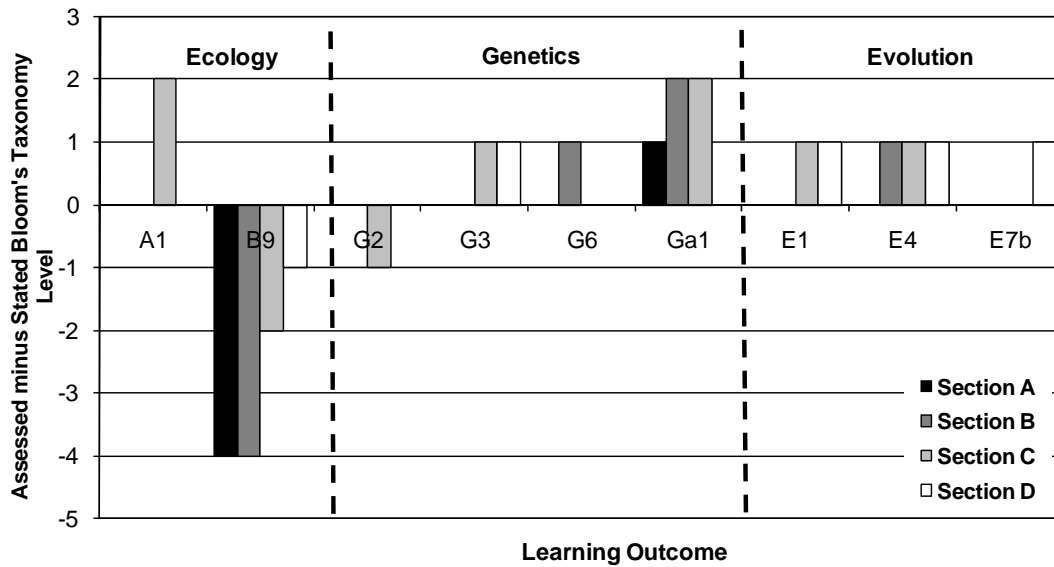 Assessed minus Stated Bloom's Taxonomy
Level
3
2
1
0
-1
-2
-3
-4
-5
Ecology
Genetics
Evolution
A1
B9
G2
G3
G6
Ga1
E1
E4
E7b
Section A
Section B
Section C
Section D
Learning Outcome